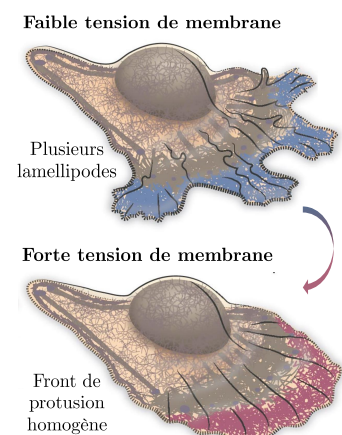 Faible tension de membrane
Plusieurs
lamellipodes
Forte tension de membrane
Front de
protusion
homogène